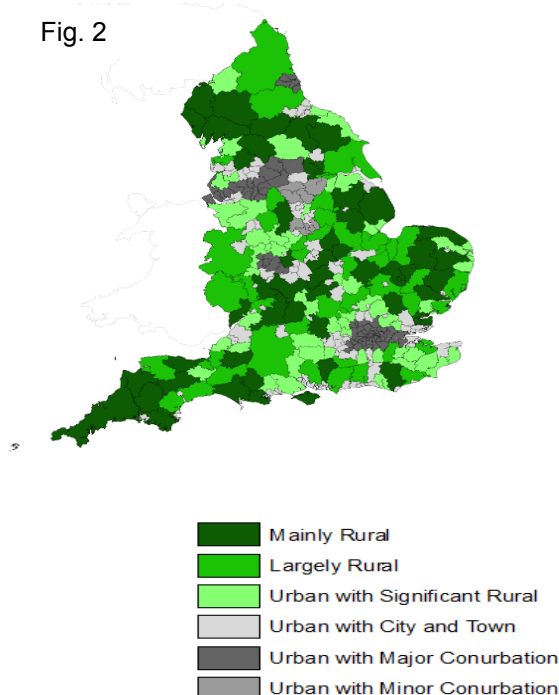 Fig. 2
Mainly Rural
Largely Rural
Urban with Significant Rural
Urban with City and Town
Urban with Major Conurbation
Urban with Minor Conurbation